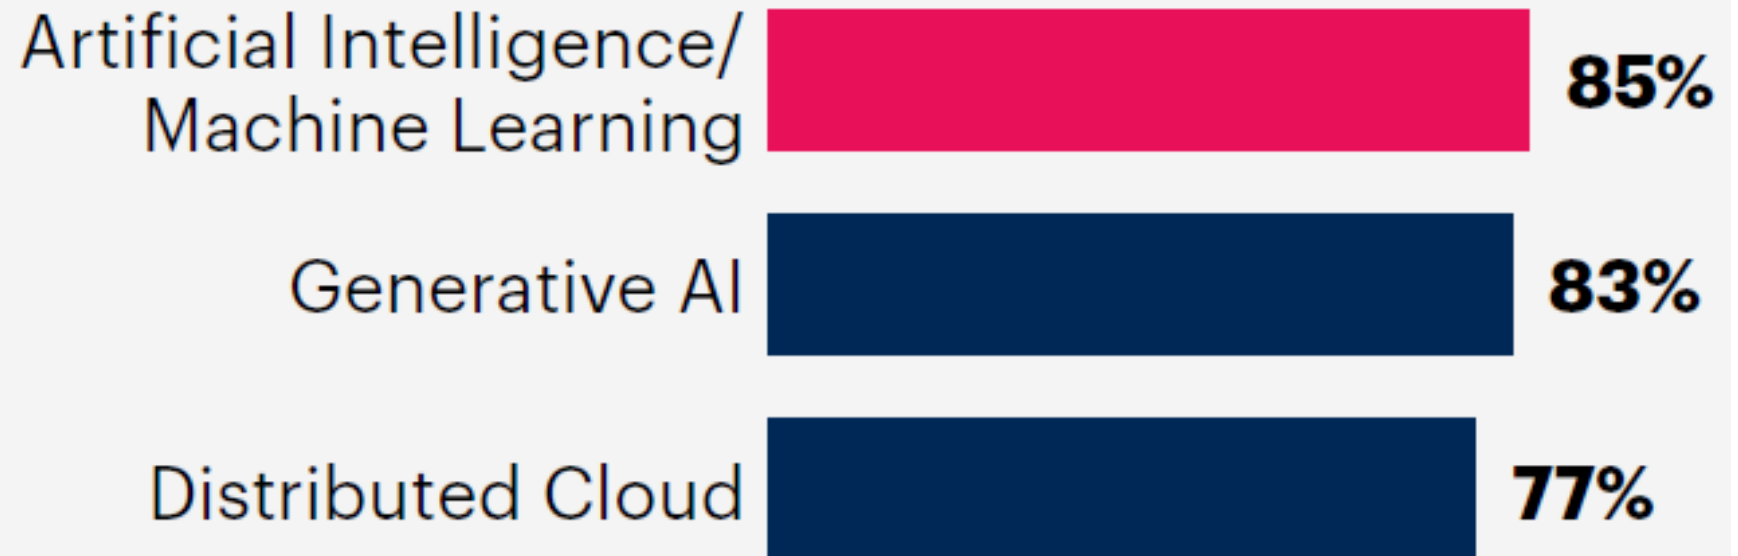 Artificial Intelligence/
Machine Learning
85%
Generative AI
83%
Distributed Cloud
77%